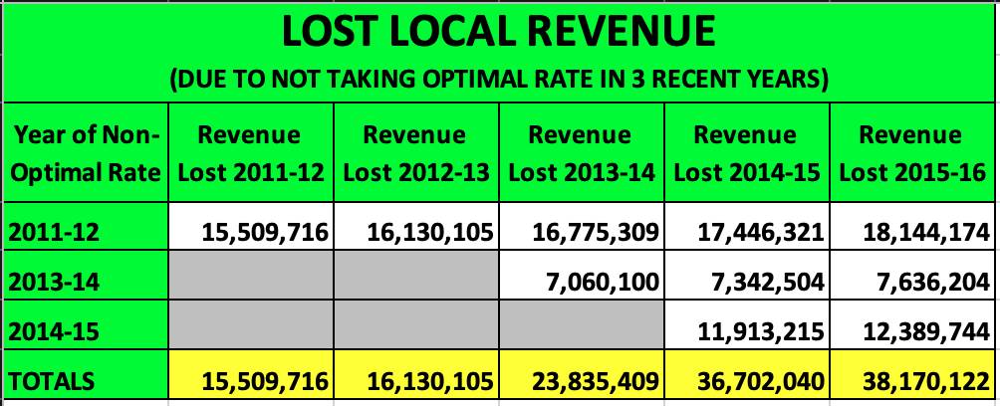 LOST LOCAL REVENUE
(DUE TO NOT TAKING OPTIMAL RATE IN 3 RECENT YEARS)
Year of Non-Optimal Rate Revenue Lost 2011-12 Revenue Lost 2012-13 Revenue Lost 2013-14 Revenue Lost 2014-15 Revenue Lost 2015-16
2011-12 15,509,716 16,130,105 16,775,309 17,446,321 18,144,174
2013-14 7,060,100 7,342,504 7,636,204
2014-15 11,913,215 12,389,744
TOTALS 15,509,716 16,130,105 23,835,409 36,702,040 38,170,122